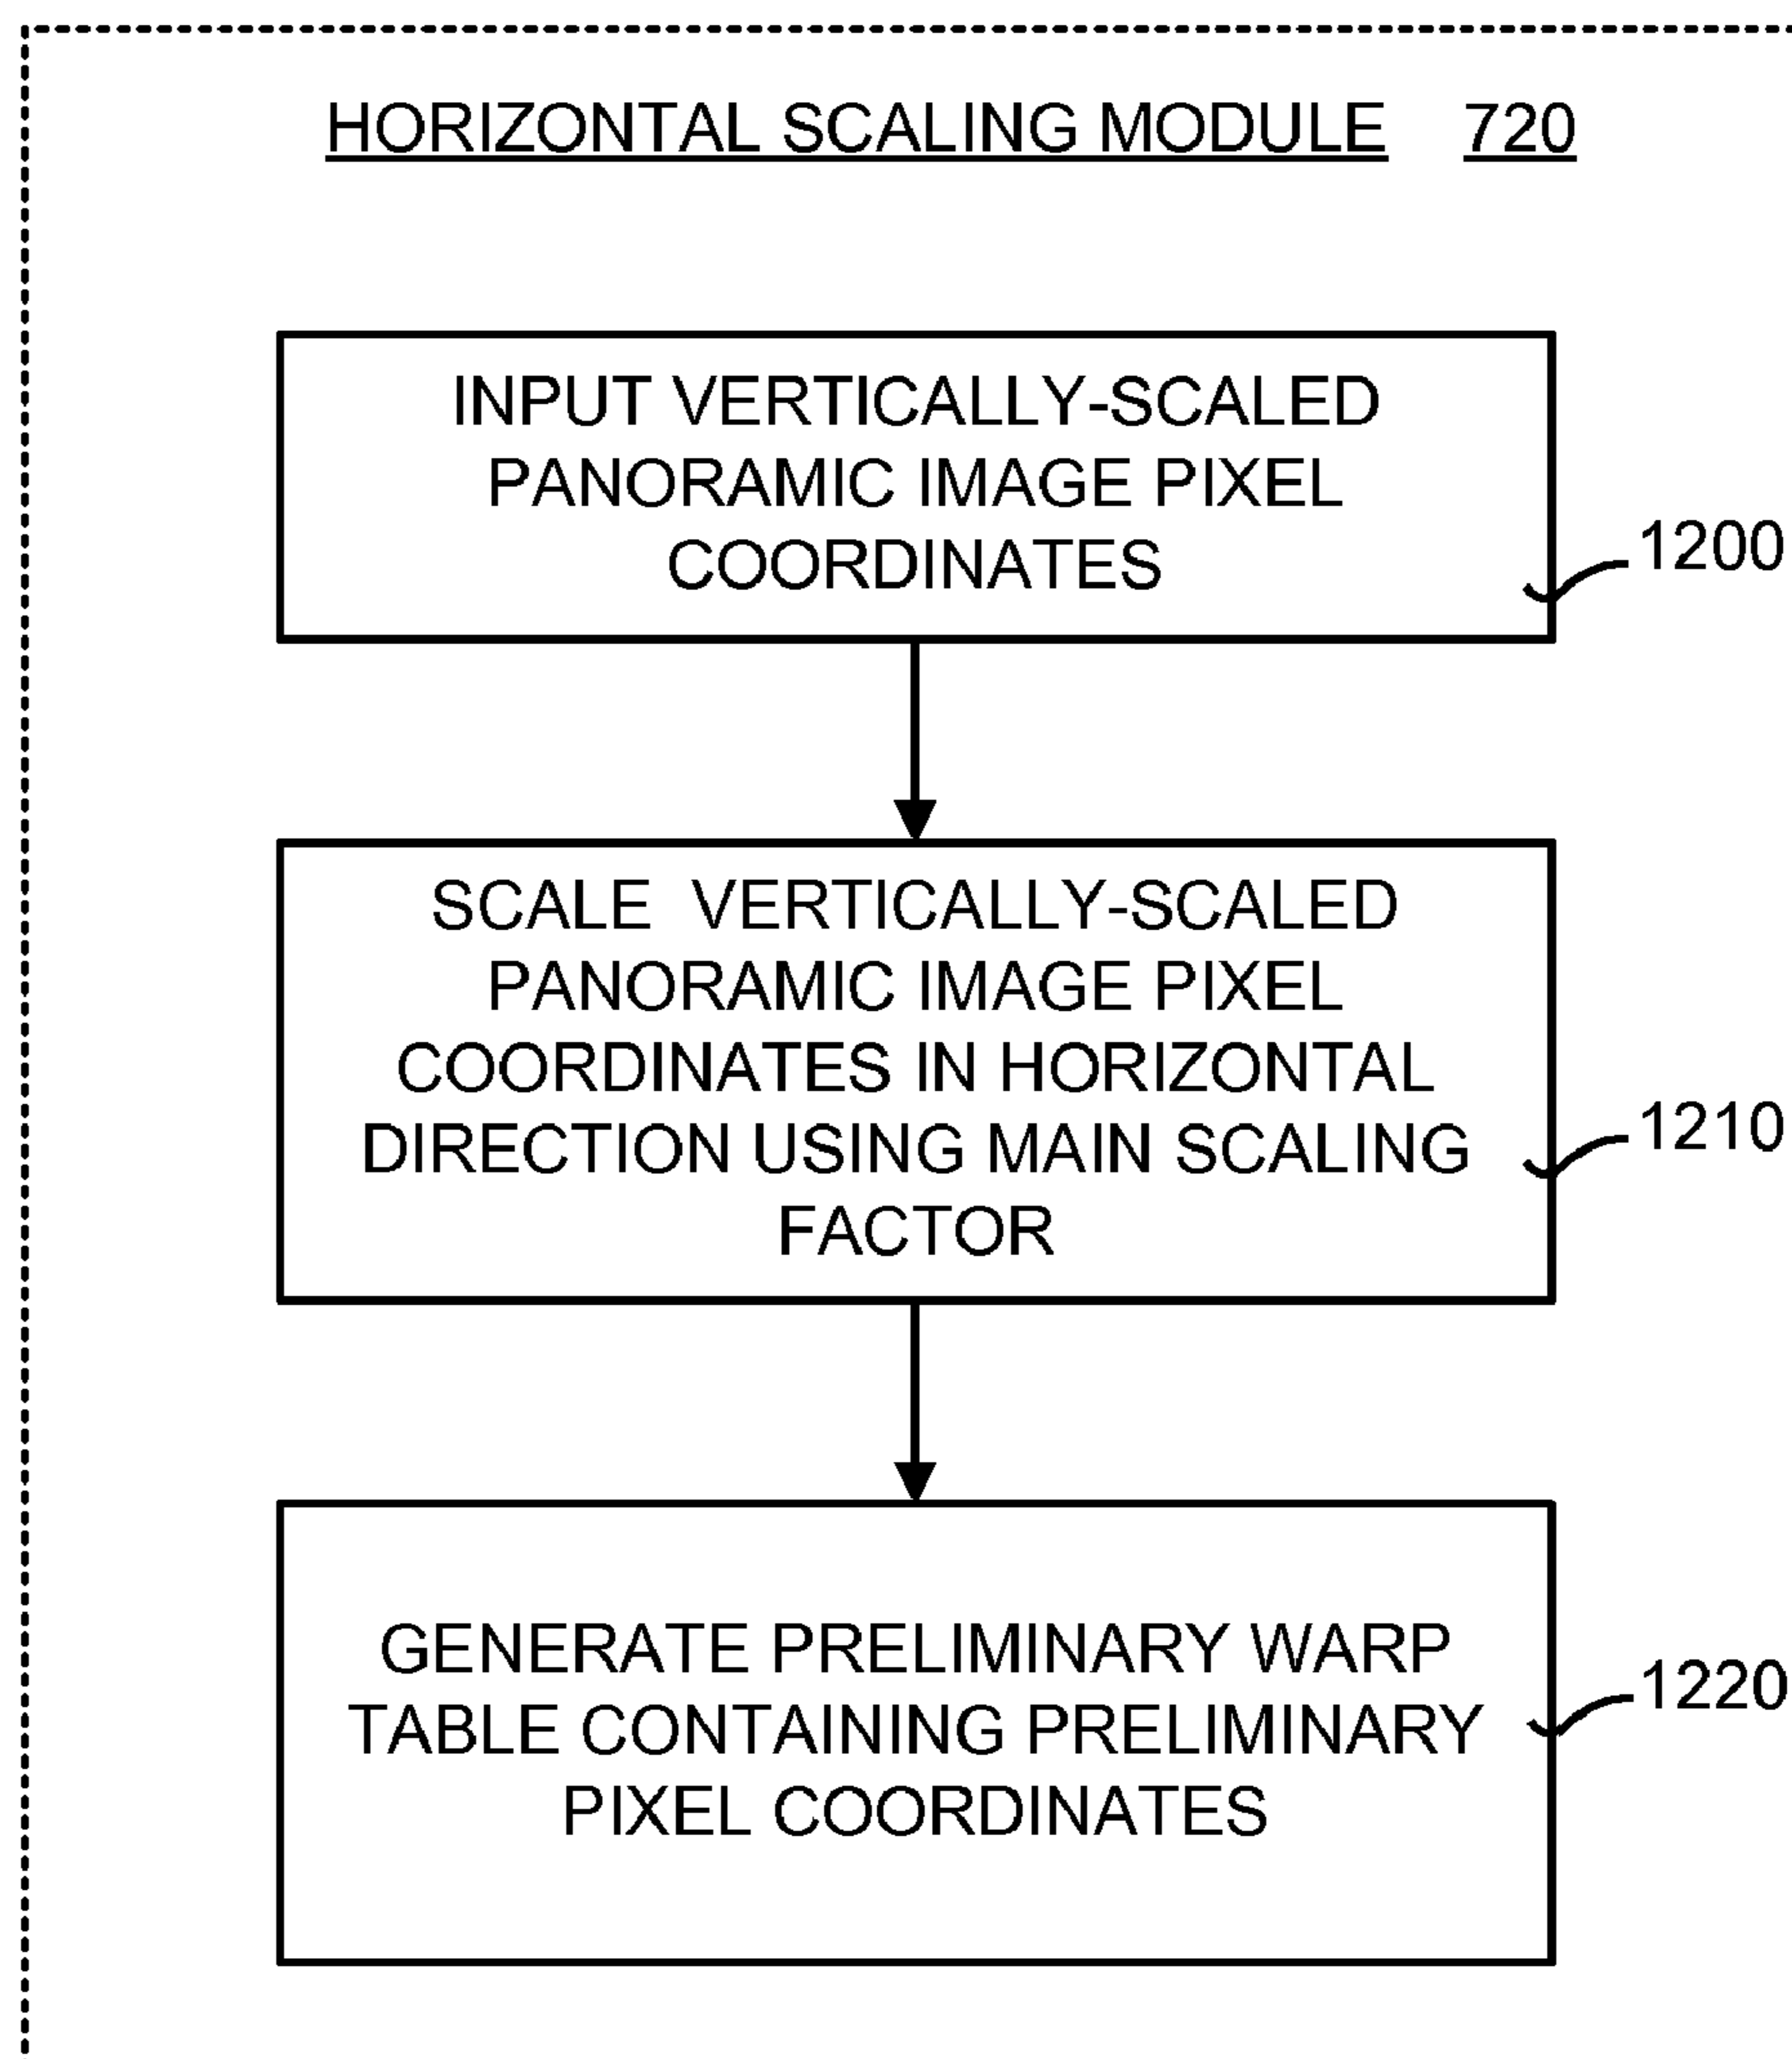 HORIZONTAL SCALING MODULE 720
INPUT VERTICALLY-SCALED
PANORAMIC IMAGE PIXEL
COORDINATES
1200
SCALE VERTICALLY-SCALED
PANORAMIC IMAGE PIXEL
COORDINATES IN HORIZONTAL
DIRECTION USING MAIN SCALING
FACTOR
1210
GENERATE PRELIMINARY WARP
TABLE CONTAINING PRELIMINARY
PIXEL COORDINATES
1220